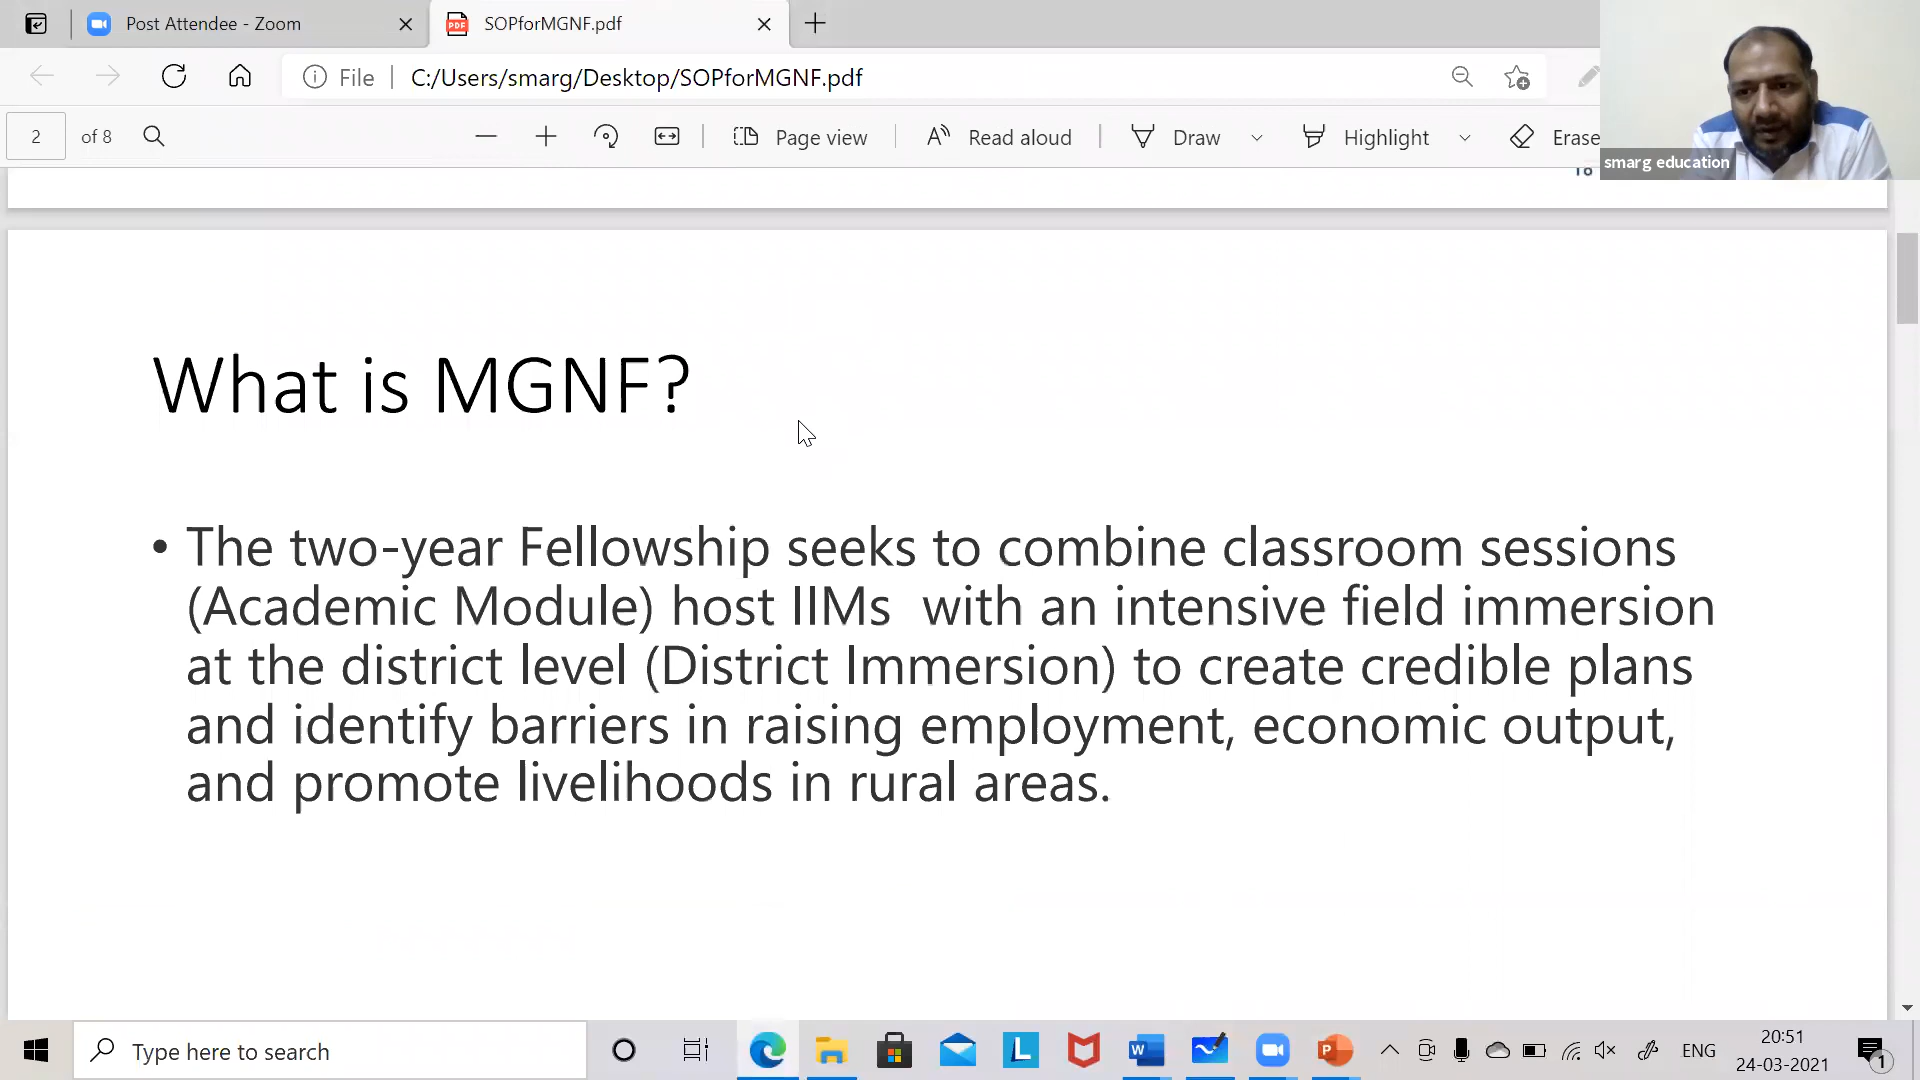 Post Attendee - Zoom
SOPforMGNF.pdf
File
C:/Users/smarg/Desktop/SOPforMGNF.pdf
2 of 8
Page view
Read aloud
Draw
Highlight
Erase
smarg education
What is MGNF?
• The two-year Fellowship seeks to combine classroom sessions
(Academic Module) host IIMs with an intensive field immersion
at the district level (District Immersion) to create credible plans
and identify barriers in raising employment, economic output,
and promote livelihoods in rural areas.
Type here to search
ENG
20:51
24-03-2021
1